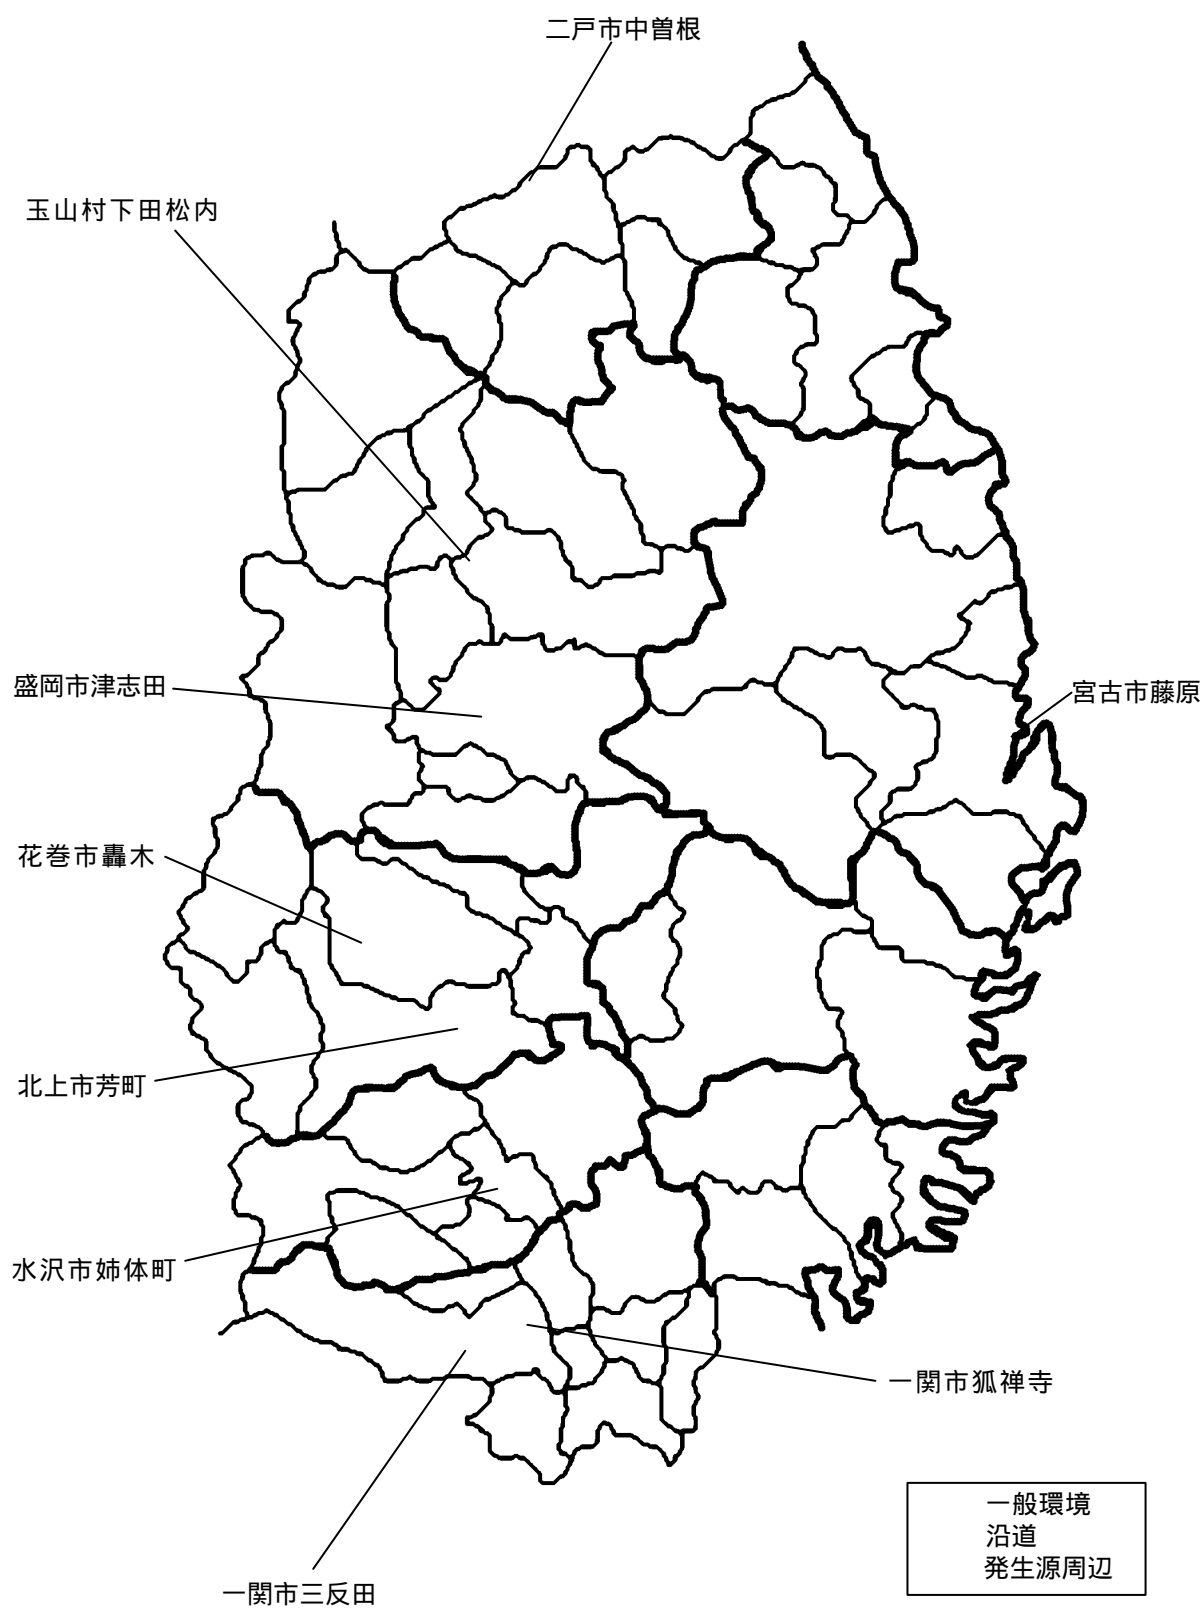 二戸市中曽根
玉山村下田松内
盛岡市津志田
宮古市藤原
花巻市轟木
北上市芳町
水沢市姉体町
一関市狐禅寺
一関市三反田
一般環境
沿道
発生源周辺